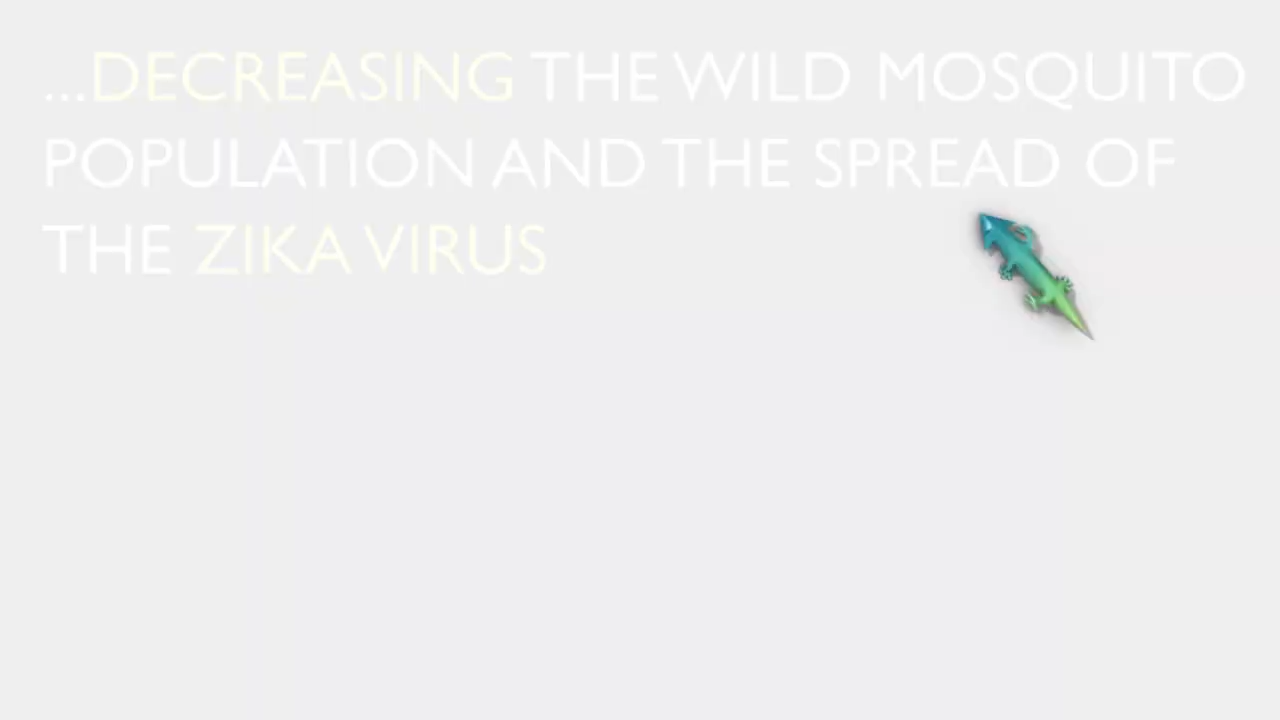 ...DECREASING THE WILD MOSQUITO
POPULATION AND THE SPREAD OF
THE ZIKA VIRUS